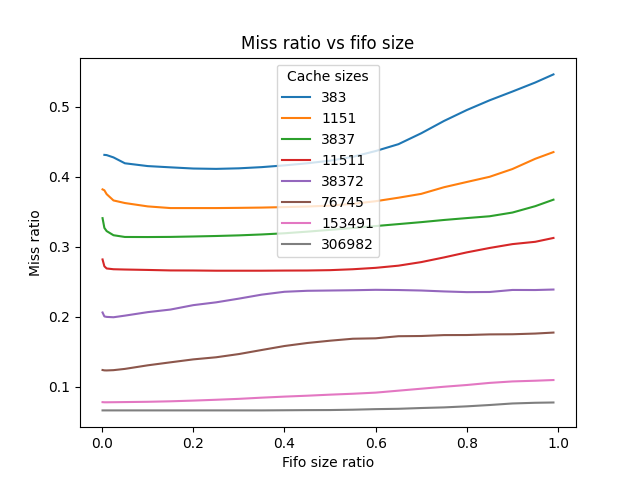 Miss ratio vs fifo size
Cache sizes
383
1151
3837
11511
38372
76745
153491
306982
Miss ratio
0.5
0.4
0.3
0.2
0.1
0.0 0.2 0.4 0.6 0.8 1.0
Fifo size ratio